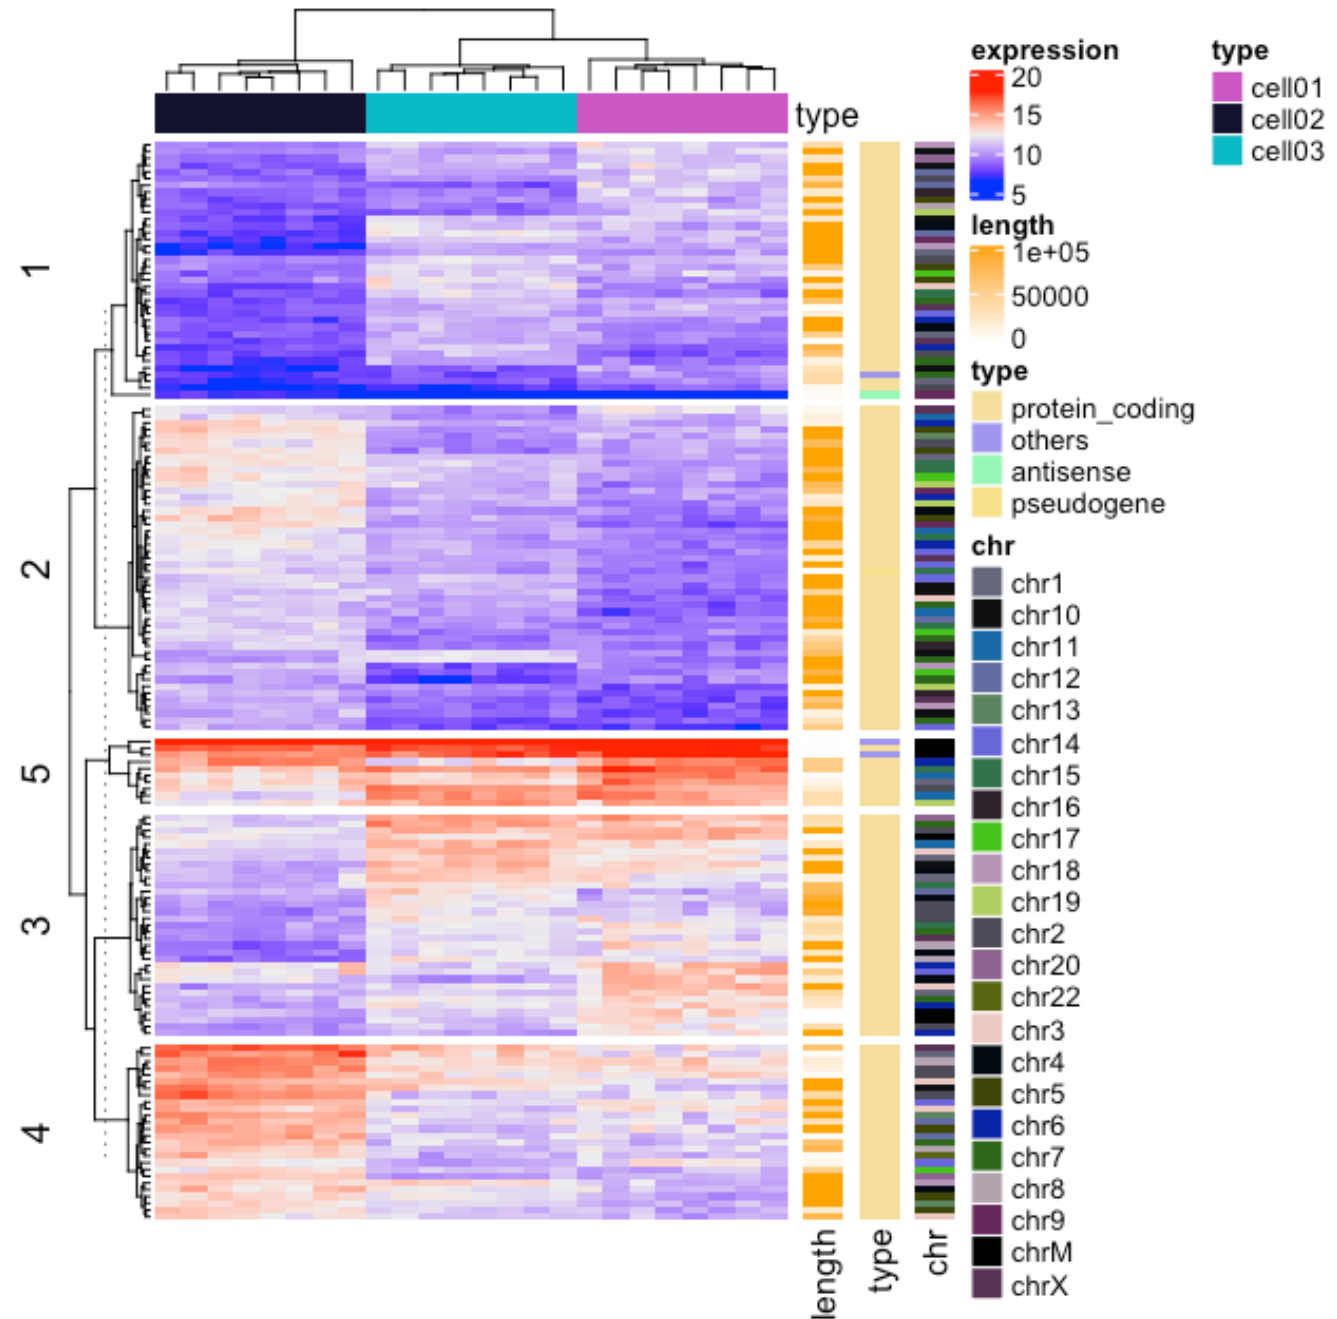 type
1
2
5
3
4
length
type
chr
expression
20
15
10
5
length
1e+05
50000
0
type
protein_coding
others
antisense
pseudogene
chr
chr1
chr10
chr11
chr12
chr13
chr14
chr15
chr16
chr17
chr18
chr19
chr2
chr20
chr22
chr3
chr4
chr5
chr6
chr7
chr8
chr9
chrM
chrX
type
cell01
cell02
cell03